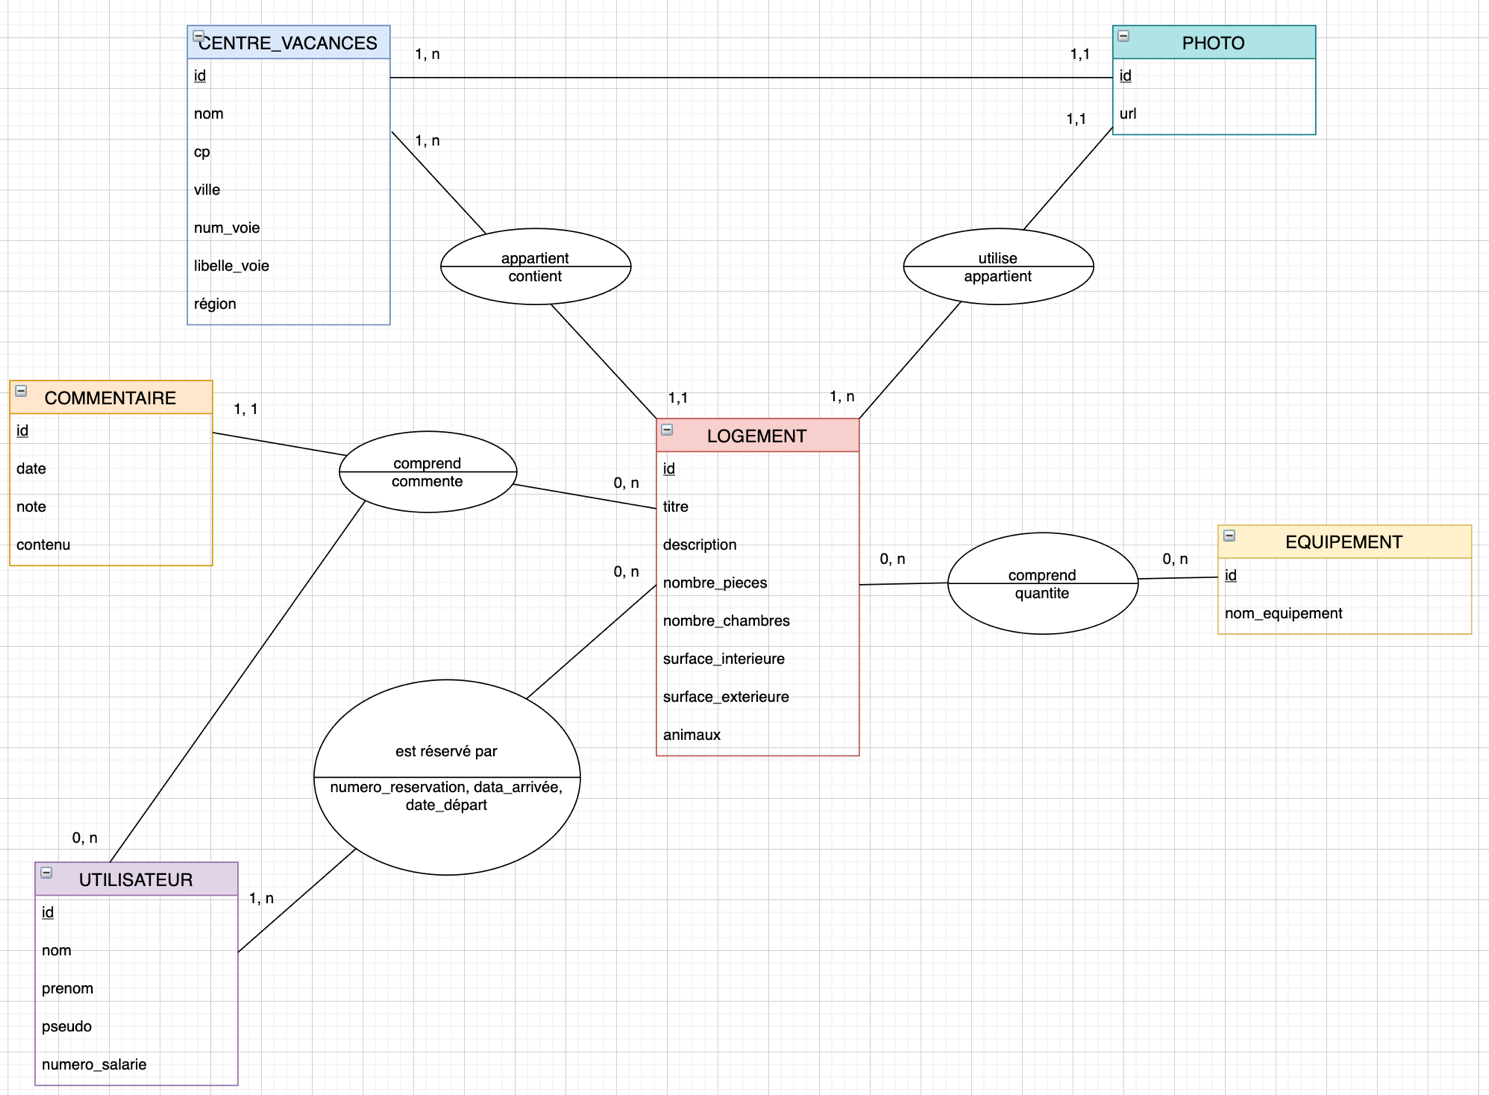 CENTRE_VACANCES
id
nom
cp
ville
num_voie
libelle_voie
région
1, n
1,1
PHOTO
id
url
1, n
1,1
appartient
contient
utilise
appartient
1,1
1, n
COMMENTAIRE
id
date
note
contenu
1, 1
comprend
commente
0, n
LOGEMENT
id
titre
description
nombre_pieces
nombre_chambres
surface_interieure
surface_exterieure
animaux
0, n
0, n
comprend
quantite
0, n
EQUIPEMENT
id
nom_equipement
est réservé par
numero_reservation, data_arrivée,
date_départ
0, n
1, n
UTILISATEUR
id
nom
prenom
pseudo
numero_salarie